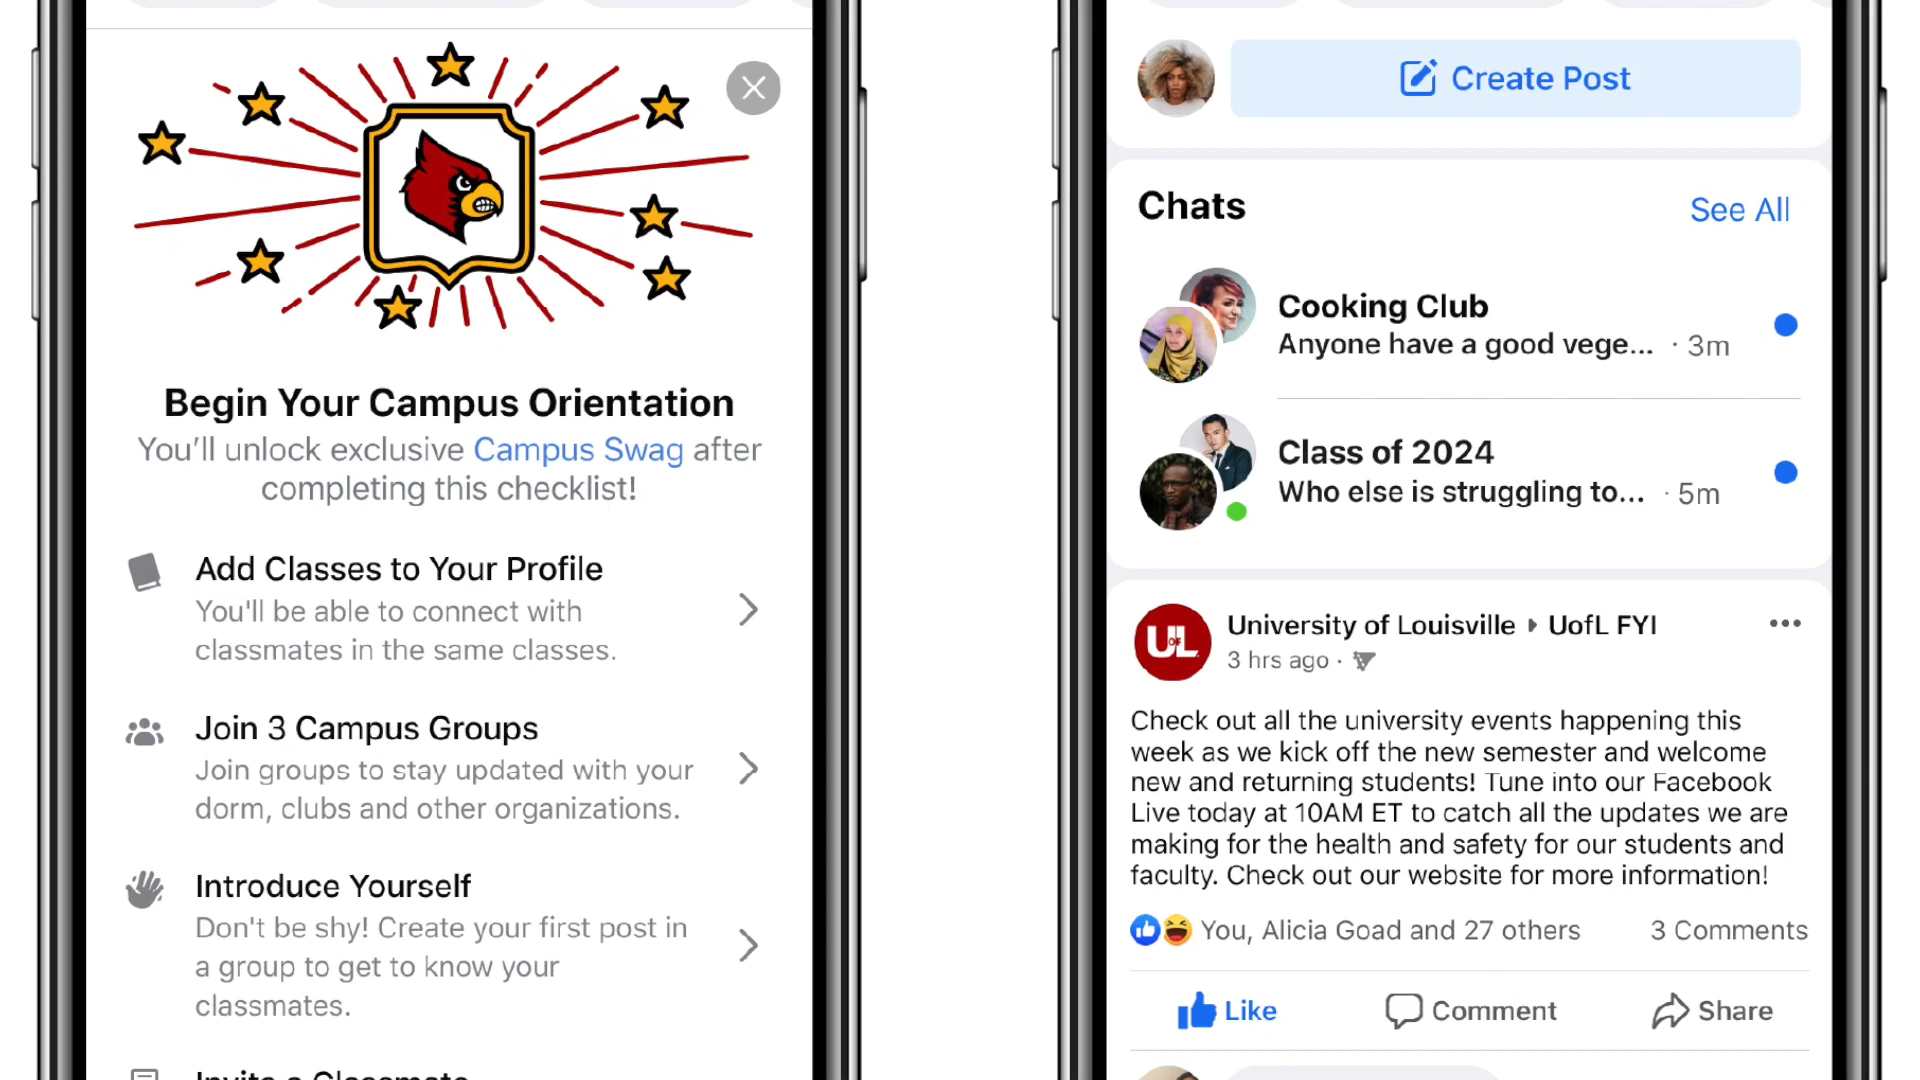 Begin Your Campus Orientation
You'll unlock exclusive Campus Swag after
completing this checklist!
Add Classes to Your Profile
You'll be able to connect with
classmates in the same classes.
Join 3 Campus Groups
Join groups to stay updated with your
dorm, clubs and other organizations.
Introduce Yourself
Don't be shy! Create your first post in
a group to get to know your
classmates.
Invite a Classmate
Create Post
Chats
See All
Cooking Club
Anyone have a good vege... · 3m
Class of 2024
Who else is struggling to... · 5m
UofL
University of Louisville ▸ UofL FYI
3 hrs ago ·
Check out all the university events happening this
week as we kick off the new semester and welcome
new and returning students! Tune into our Facebook
Live today at 10AM ET to catch all the updates we are
making for the health and safety for our students and
faculty. Check out our website for more information!
You, Alicia Goad and 27 others
3 Comments
Like
Comment
Share